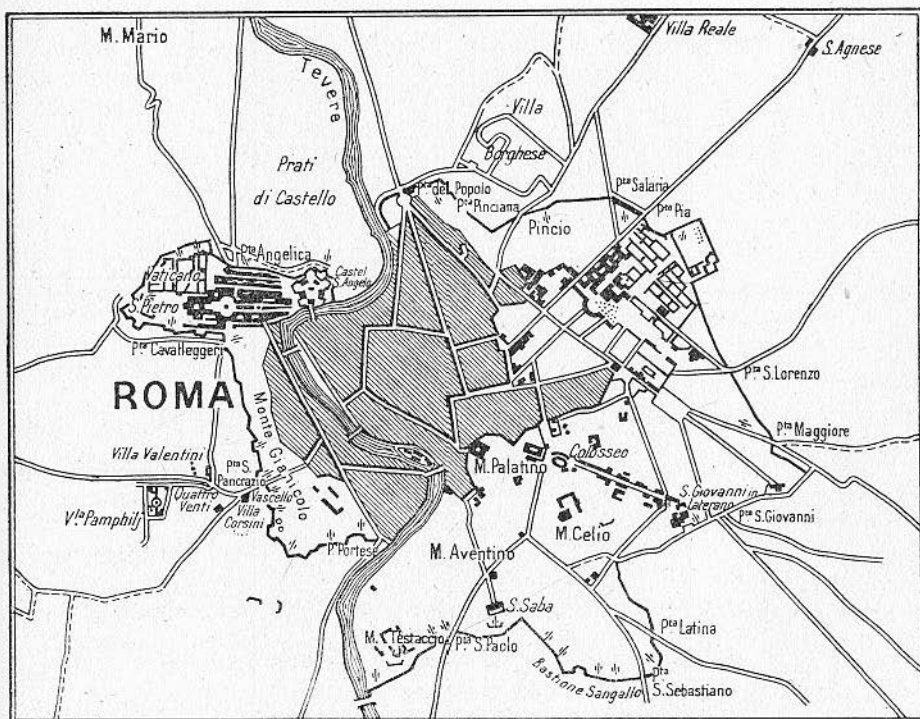 M. Mario
Tevere
Villa Reale
S. Agnese
Villa
Borghese
Prati
di Castello
Pta del Popolo
Pta Pinciana
Pta Salaria
Pta Pia
Pincio
Pta Angelica
Castel
S. Angelo
Vaticano
S. Pietro
Pta Cavalleggeri
ROMA
Monte Gianicolo
Pta S. Lorenzo
Pta Maggiore
Villa Valentini
Pta S.
Pancrazio
Quattro
Venti
Vascello
Villa
Corsini
Vla Pamphilj
P. Portese
M. Palatino
Colosseo
S. Giovanni in
Laterano
Pta S. Giovanni
M. Celio
M. Aventino
S. Saba
M. Testaccio
Pta S. Paolo
Bastione Sangallo
Pta Latina
Pta
S. Sebastiano